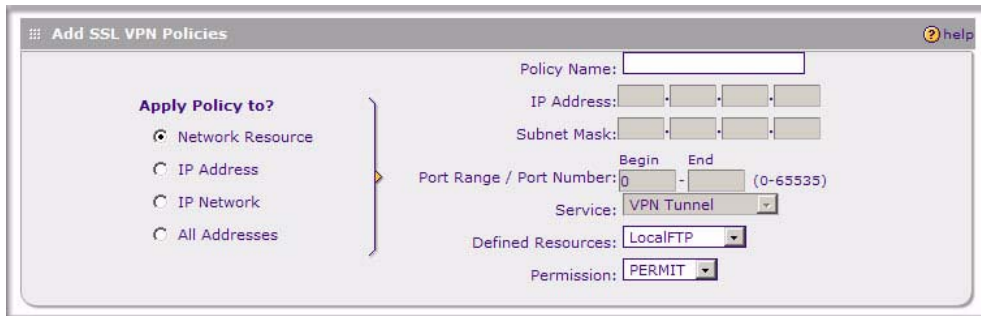 Add SSL VPN Policies
help
Apply Policy to?
Network Resource
IP Address
IP Network
All Addresses
Policy Name:
IP Address:
Subnet Mask:
Begin End
Port Range / Port Number: 0 - (0-65535)
Service: VPN Tunnel
Defined Resources: LocalFTP
Permission: PERMIT